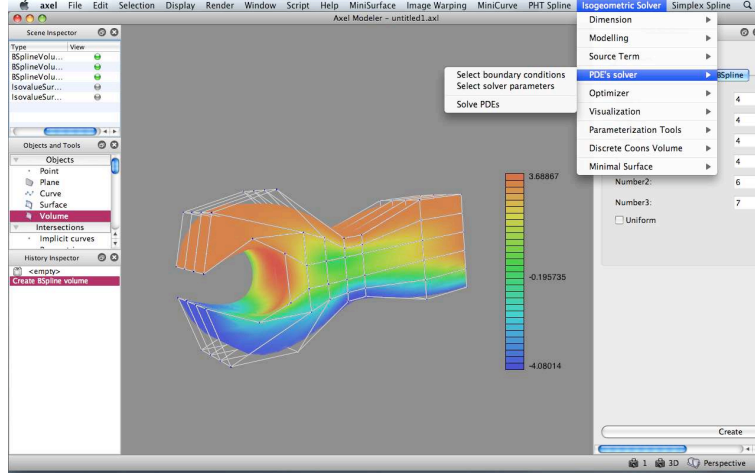 axel File Edit Selection Display Render Window Script Help MiniSurface Image Warping MiniCurve PHT Spline Isogeometric Solver Simplex Spline
Axel Modeler – untitled1.axl
Scene Inspector
Type View
BSplineVolu...
BSplineVolu...
BSplineVolu...
IsovalueSur...
IsovalueSur...
Objects and Tools
Objects
Point
Plane
Curve
Surface
Volume
Intersections
Implicit curves
History Inspector
<empty>
Create BSpline volume
Dimension
Modelling
Source Term
PDE's solver
Optimizer
Visualization
Parameterization Tools
Discrete Coons Volume
Minimal Surface
Select boundary conditions
Select solver parameters
Solve PDEs
BSpline
4
4
4
4
Number2: 6
Number3: 7
Uniform
3.68867
-0.195735
-4.08014
Create
1 3D Perspective